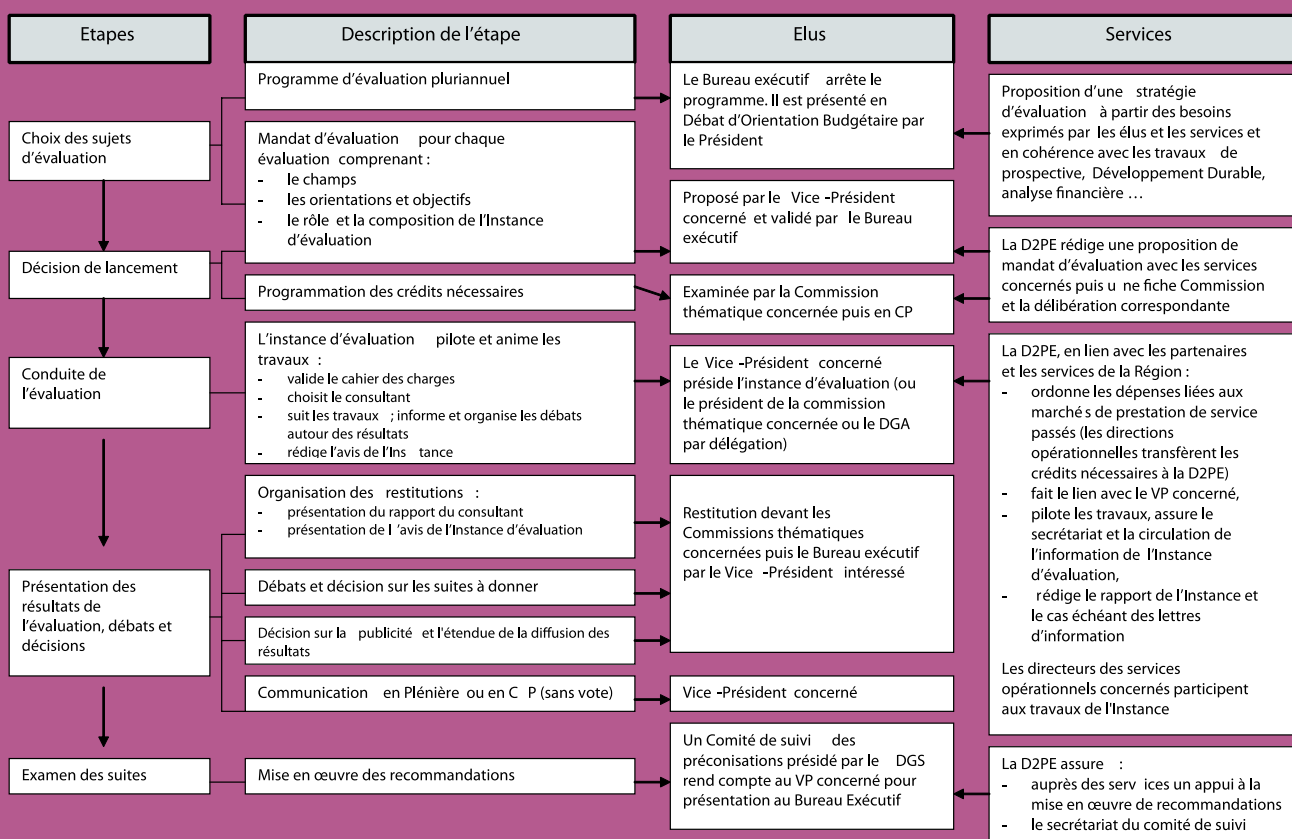 Etapes
Description de l'étape
Elus
Services
Choix des sujets
d'évaluation
Décision de lancement
Conduite de
l'évaluation
Présentation des
résultats de
l'évaluation, débats et
décisions
Examen des suites
Programme d'évaluation pluriannuel
Mandat d'évaluation pour chaque
évaluation comprenant :
- le champs
- les orientations et objectifs
- le rôle et la composition de l'Instance
d'évaluation
Programmation des crédits nécessaires
L'instance d'évaluation pilote et anime les
travaux :
- valide le cahier des charges
- choisit le consultant
- suit les travaux ; informe et organise les débats
autour des résultats
- rédige l'avis de l'Ins tance
Organisation des restitutions :
- présentation du rapport du consultant
- présentation de l 'avis de l'Instance d'évaluation
Débats et décision sur les suites à donner
Décision sur la publicité et l'étendue de la diffusion des
résultats
Communication en Plénière ou en C P (sans vote)
Mise en œuvre des recommandations
Le Bureau exécutif arrête le
programme. Il est présenté en
Débat d'Orientation Budgétaire par
le Président
Proposé par le Vice -Président
concerné et validé par le Bureau
exécutif
Examinée par la Commission
thématique concernée puis en CP
Le Vice -Président concerné
préside l'instance d'évaluation (ou
le président de la commission
thématique concernée ou le DGA
par délégation)
Restitution devant les
Commissions thématiques
concernées puis le Bureau exécutif
par le Vice -Président intéressé
Vice -Président concerné
Un Comité de suivi des
préconisations présidé par le DGS
rend compte au VP concerné pour
présentation au Bureau Exécutif
Proposition d'une stratégie
d'évaluation à partir des besoins
exprimés par les élus et les services et
en cohérence avec les travaux de
prospective, Développement Durable,
analyse financière ...
La D2PE rédige une proposition de
mandat d'évaluation avec les services
concernés puis u ne fiche Commission
et la délibération correspondante
La D2PE, en lien avec les partenaires
et les services de la Région :
- ordonne les dépenses liées aux
marché s de prestation de service
passés (les directions
opérationnelles transfèrent les
crédits nécessaires à la D2PE)
- fait le lien avec le VP concerné,
- pilote les travaux, assure le
secrétariat et la circulation de
l'information de l'Instance
d'évaluation,
- rédige le rapport de l'Instance et
le cas échéant des lettres
d'information
Les directeurs des services
opérationnels concernés participent
aux travaux de l'Instance
La D2PE assure :
- auprès des serv ices un appui à la
mise en œuvre de recommandations
- le secrétariat du comité de suivi